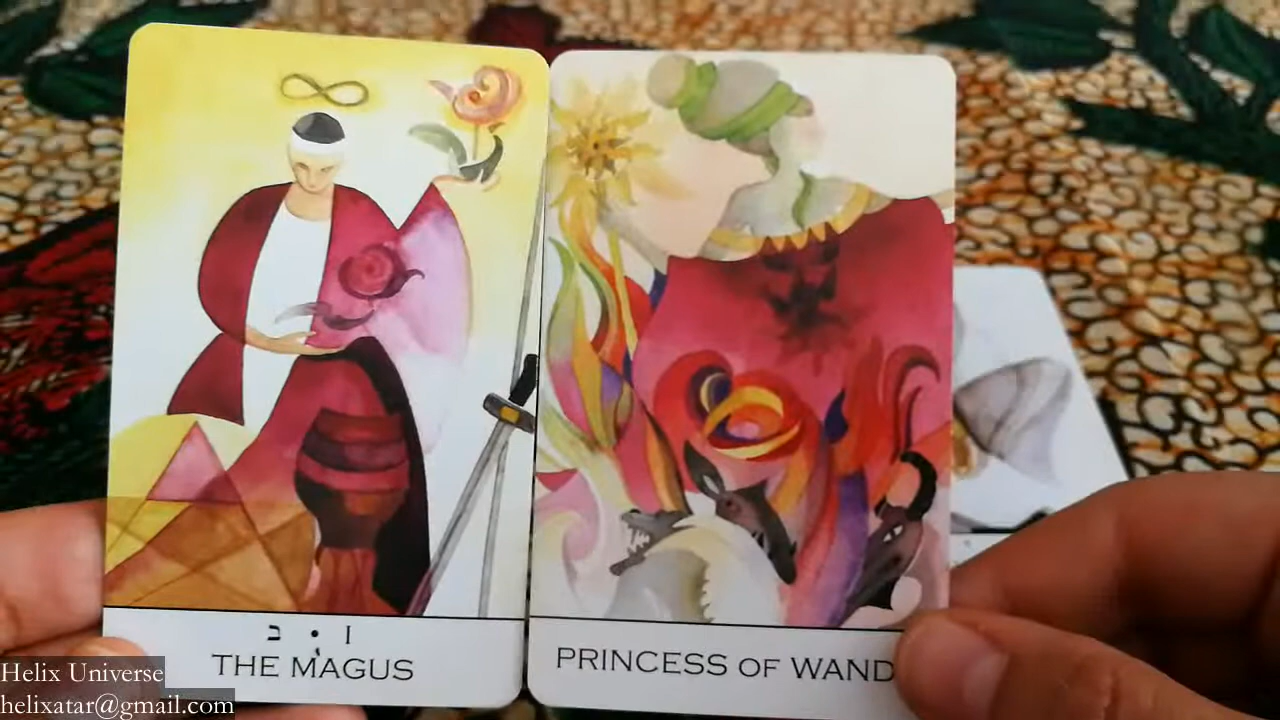 ב • I
THE MAGUS
PRINCESS OF WAND
Helix Universe
helixatar@gmail.com